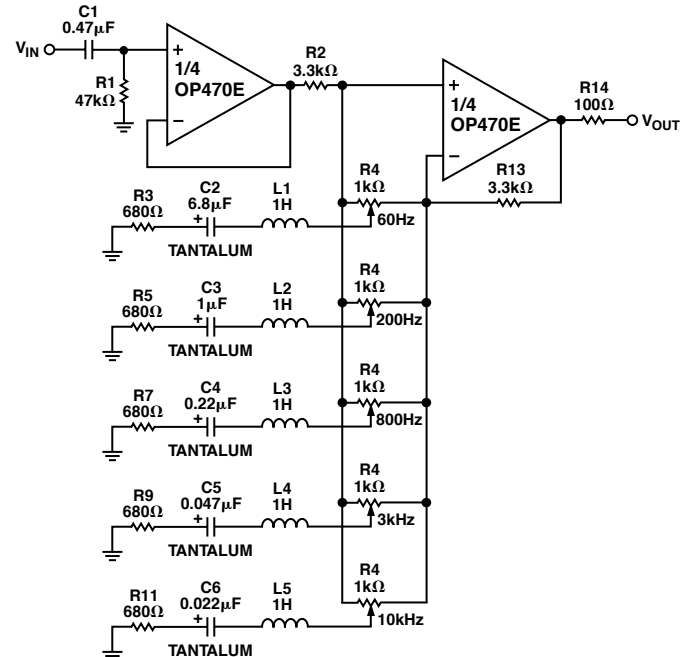 C1
0.47µF
VIN
R1
47kΩ
+
1/4
OP470E
−
R2
3.3kΩ
+
1/4
OP470E
−
R14
100Ω
VOUT
R13
3.3kΩ
R3
680Ω
C2
6.8µF
+
TANTALUM
L1
1H
R4
1kΩ
60Hz
R5
680Ω
C3
1µF
+
TANTALUM
L2
1H
R4
1kΩ
200Hz
R7
680Ω
C4
0.22µF
+
TANTALUM
L3
1H
R4
1kΩ
800Hz
R9
680Ω
C5
0.047µF
+
TANTALUM
L4
1H
R4
1kΩ
3kHz
R11
680Ω
C6
0.022µF
+
TANTALUM
L5
1H
R4
1kΩ
10kHz